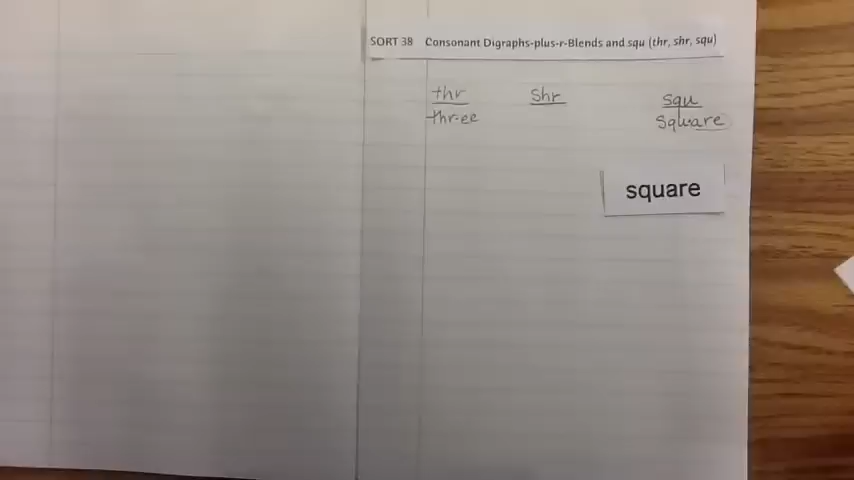 SORT 38 Consonant Digraphs-plus-r-Blends and squ (thr, shr, squ)
thr shr squ
three square
square